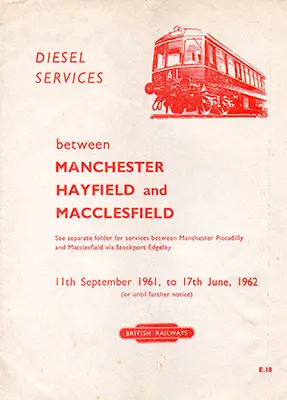 DIESEL
SERVICES
A1
between
MANCHESTER
HAYFIELD and
MACCLESFIELD
See separate folder for services between Manchester Piccadilly
and Macclesfield via Stockport Edgeley
11th September 1961, to 17th June, 1962
(or until further notice)
BRITISH RAILWAYS
E.18